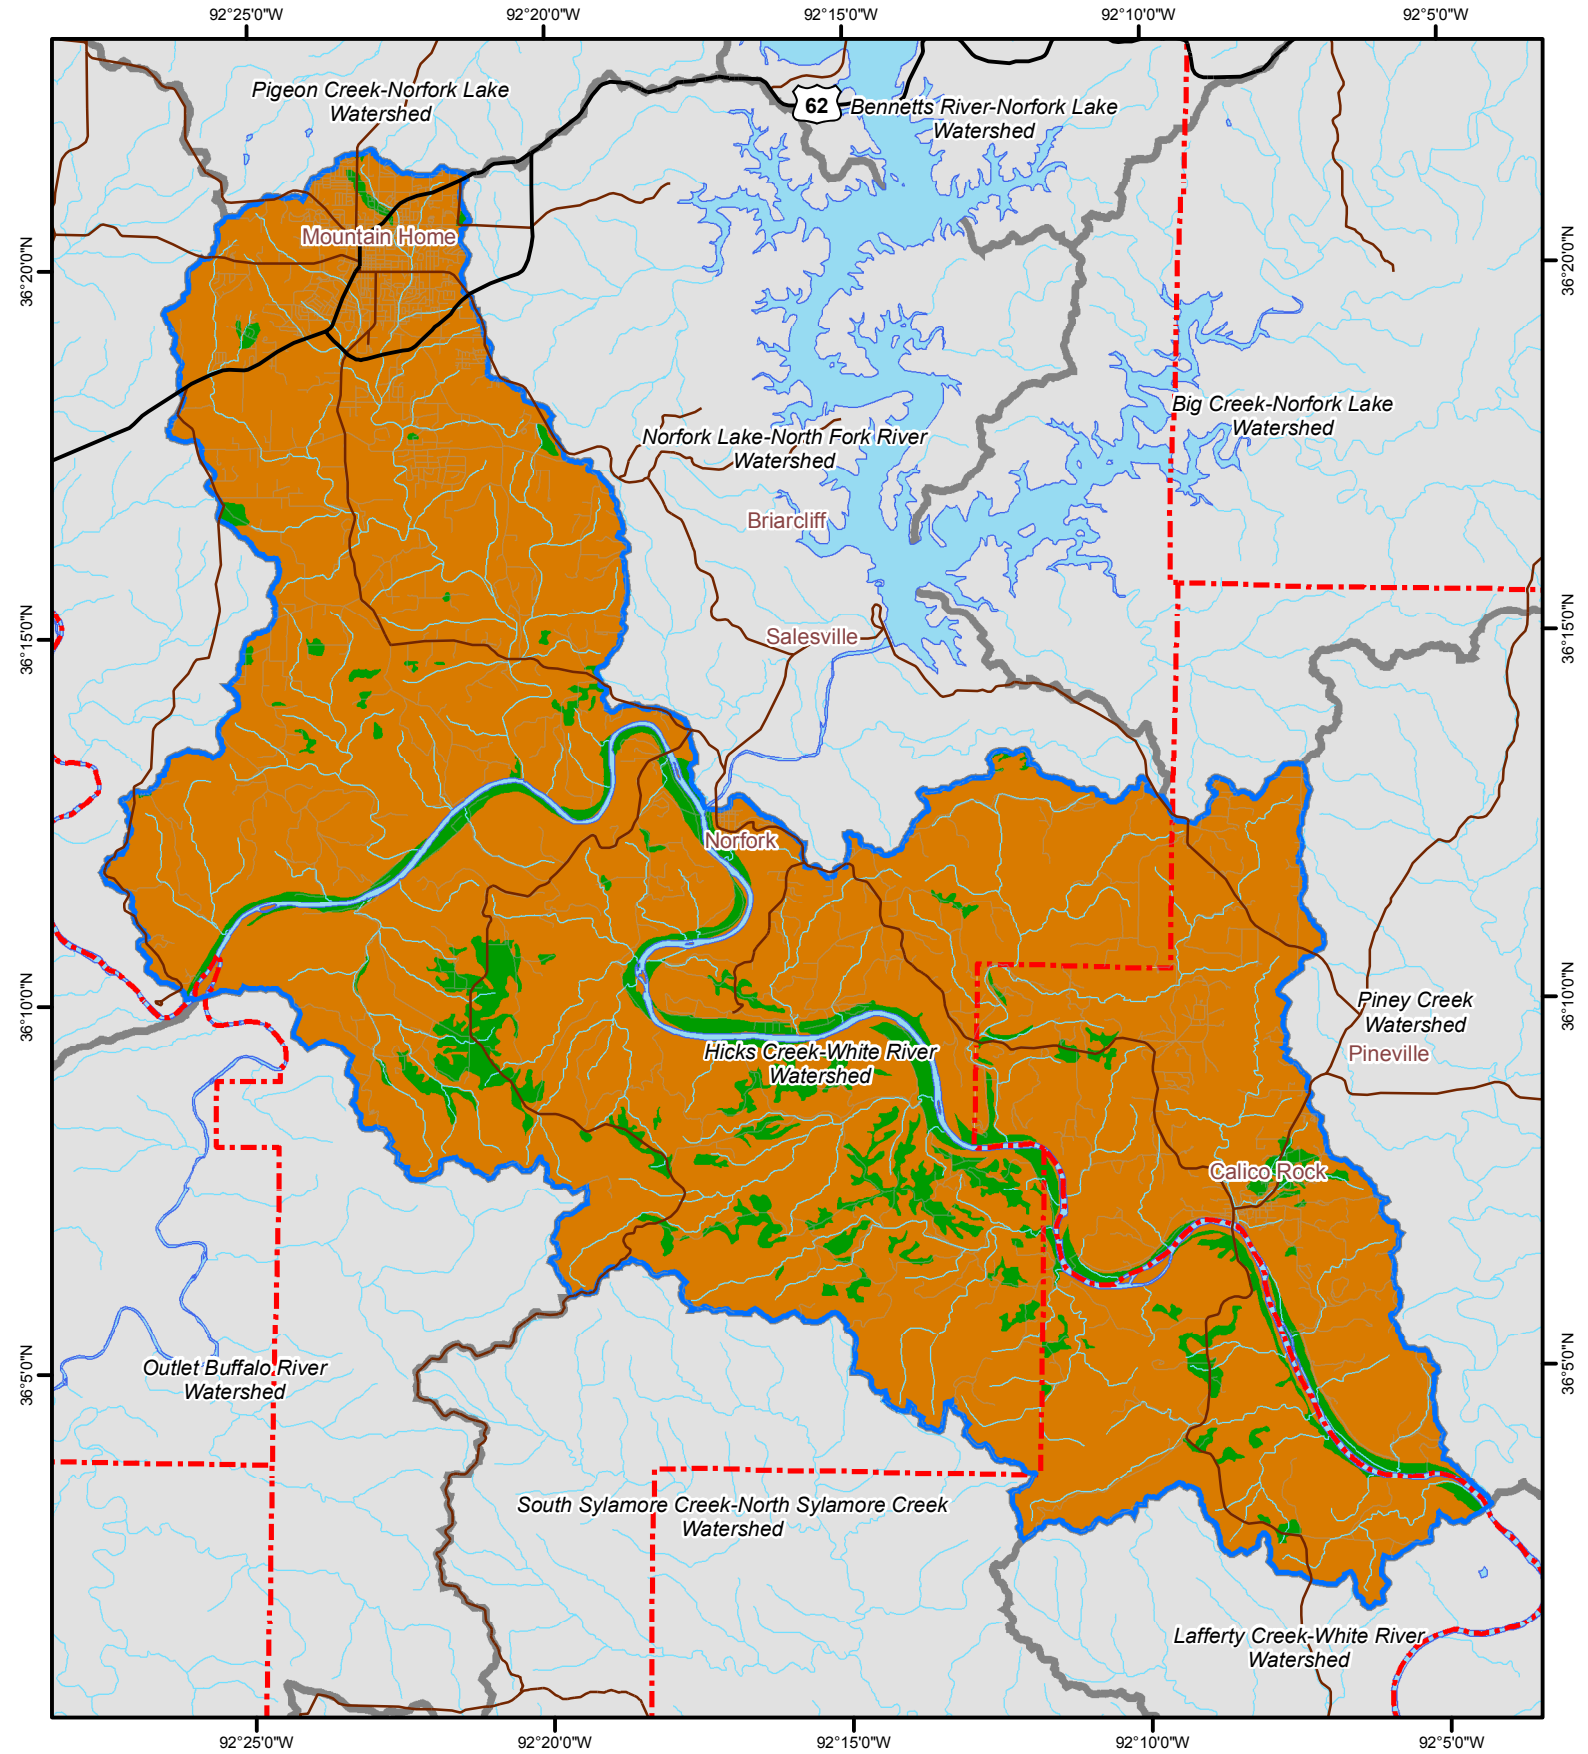 92°25'0"W
92°20'0"W
92°15'0"W
92°10'0"W
92°5'0"W
Pigeon Creek-Norfork Lake
Watershed
62
Bennetts River-Norfork Lake
Watershed
Mountain Home
36°20'0"N
36°20'0"N
Big Creek-Norfork Lake
Watershed
Norfork Lake-North Fork River
Watershed
Briarcliff
Salesville
36°15'0"N
36°15'0"N
Norfork
36°10'0"N
36°10'0"N
Piney Creek
Watershed
Pineville
Hicks Creek-White River
Watershed
Calico Rock
Outlet Buffalo River
Watershed
36°5'0"N
36°5'0"N
South Sylamore Creek-North Sylamore Creek
Watershed
Lafferty Creek-White River
Watershed
92°25'0"W
92°20'0"W
92°15'0"W
92°10'0"W
92°5'0"W